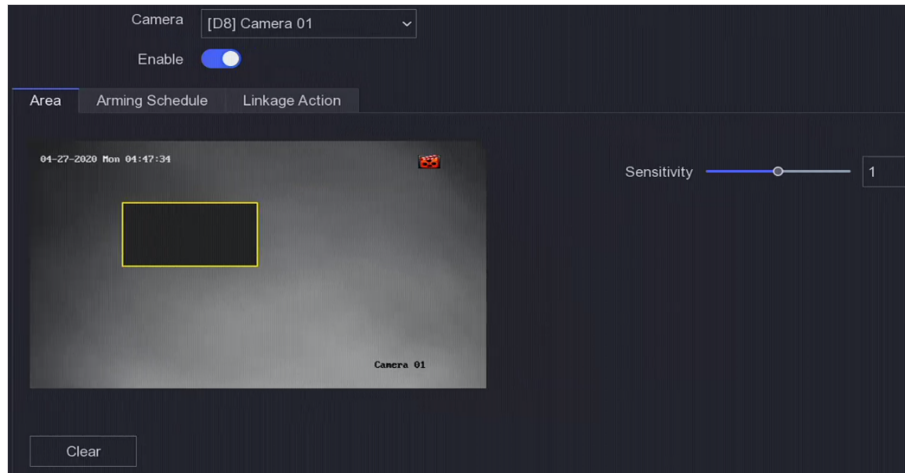 Camera [D8] Camera 01
Enable
Area Arming Schedule Linkage Action
04-27-2020 Mon 04:47:34
Sensitivity 1
Camera 01
Clear